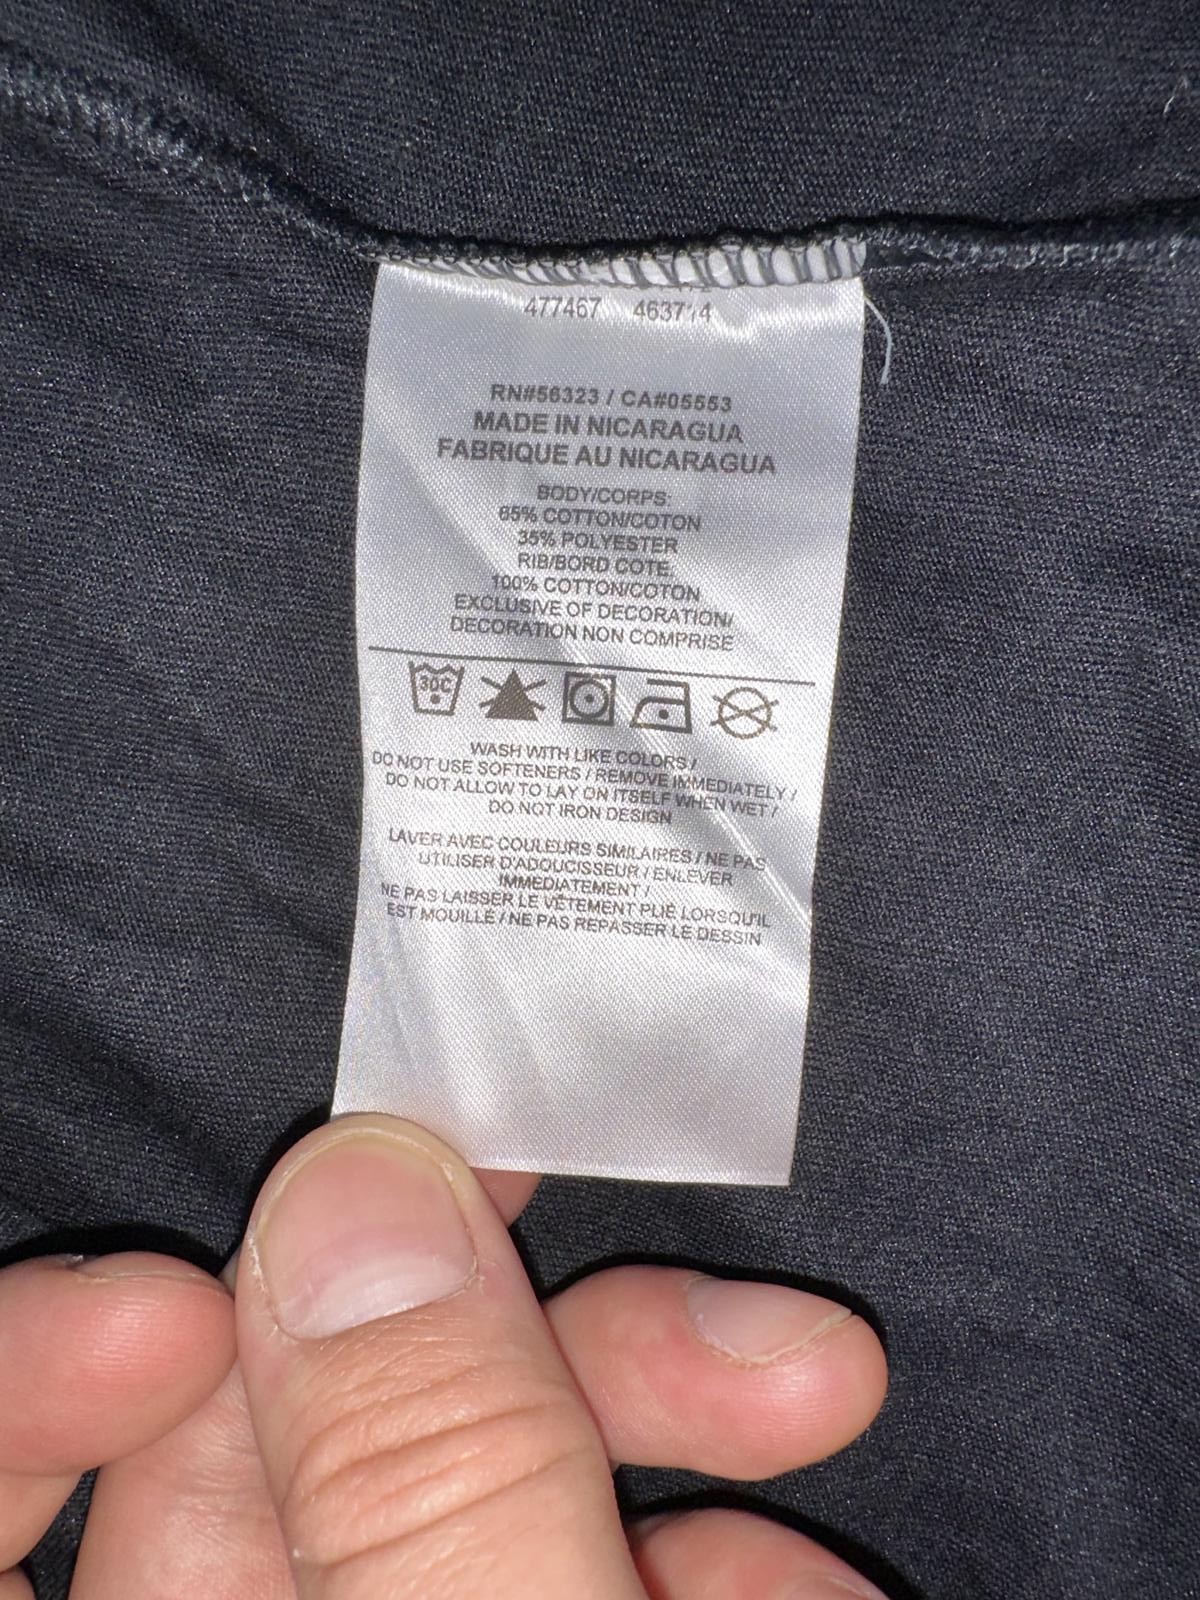 477467 463714
RN#56323 / CA#05553
MADE IN NICARAGUA
FABRIQUE AU NICARAGUA
BODY/CORPS:
65% COTTON/COTON
35% POLYESTER
RIB/BORD COTE:
100% COTTON/COTON
EXCLUSIVE OF DECORATION/
DECORATION NON COMPRISE
30C
WASH WITH LIKE COLORS /
DO NOT USE SOFTENERS / REMOVE IMMEDIATELY /
DO NOT ALLOW TO LAY ON ITSELF WHEN WET /
DO NOT IRON DESIGN
LAVER AVEC COULEURS SIMILAIRES / NE PAS
UTILISER D'ADOUCISSEUR / ENLEVER
IMMEDIATEMENT /
NE PAS LAISSER LE VÊTEMENT PLIÉ LORSQU'IL
EST MOUILLÉ / NE PAS REPASSER LE DESSIN